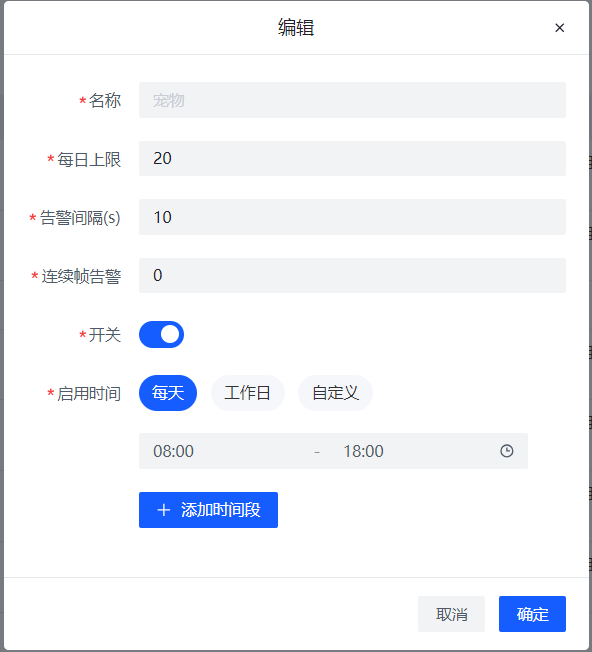 编辑
*名称 宠物
*每日上限 20
*告警间隔(s) 10
*连续帧告警 0
*开关
*启用时间 每天 工作日 自定义
08:00 - 18:00
+ 添加时间段
取消 确定